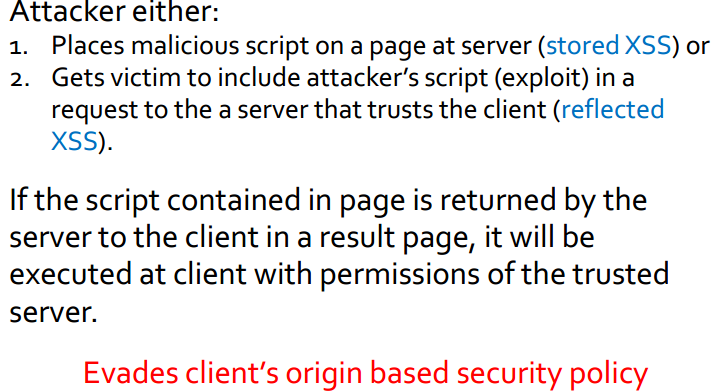 Attacker either:
1. Places malicious script on a page at server (stored XSS) or
2. Gets victim to include attacker's script (exploit) in a
request to the a server that trusts the client (reflected
XSS).
If the script contained in page is returned by the
server to the client in a result page, it will be
executed at client with permissions of the trusted
server.
Evades client's origin based security policy